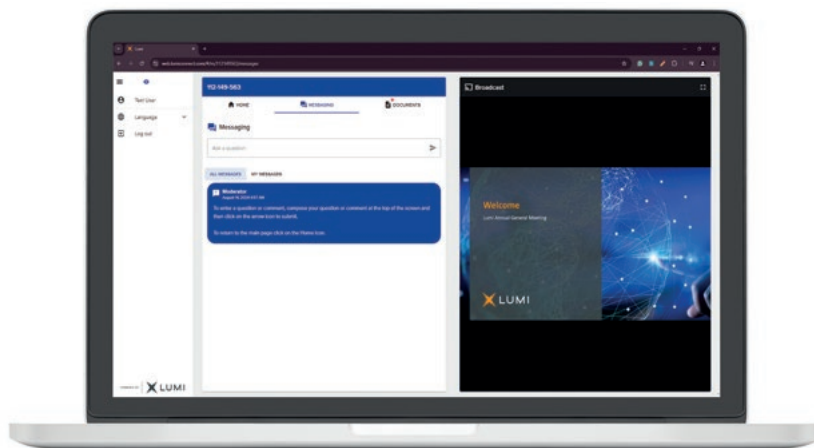 Lumi
Test User
Language
Log out
LUMI
112-149-563
HOME
MESSAGING
DOCUMENTS
Messaging
Ask a question
ALL MESSAGES
MY MESSAGES
Moderator
To enter a question or comment, compose your question or comment at the top of the screen and
then click on the arrow icon to submit.
To return to the main page click on the Home icon.
Broadcast
Welcome
Lumi Annual General Meeting
LUMI